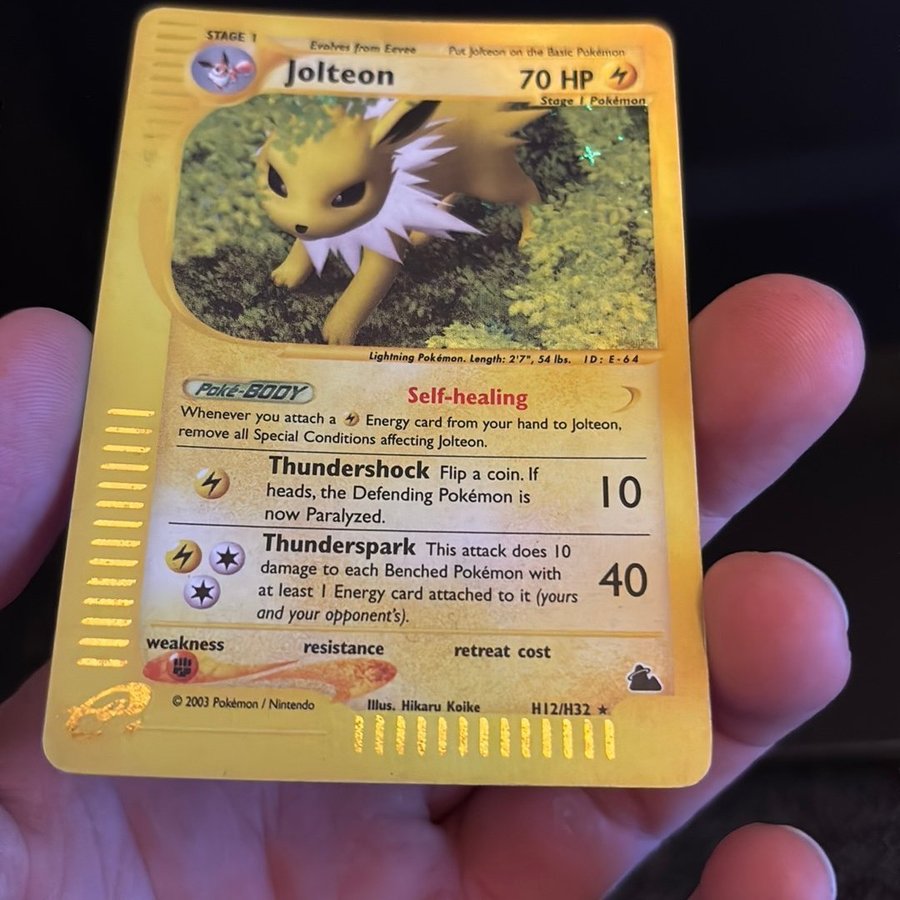 STAGE 1
Evolves from Eevee
Put Jolteon on the Basic Pokémon
Jolteon
70 HP
Stage 1 Pokémon
Lightning Pokémon. Length: 2'7", 54 lbs. ID: E-64
Poké-BODY
Self-healing
Whenever you attach a Energy card from your hand to Jolteon,
remove all Special Conditions affecting Jolteon.
Thundershock Flip a coin. If
heads, the Defending Pokémon is
now Paralyzed.
10
Thunderspark This attack does 10
damage to each Benched Pokémon with
at least 1 Energy card attached to it (yours
and your opponent's).
40
weakness
resistance
retreat cost
© 2003 Pokémon / Nintendo
Illus. Hikaru Koike
H12/H32 ★